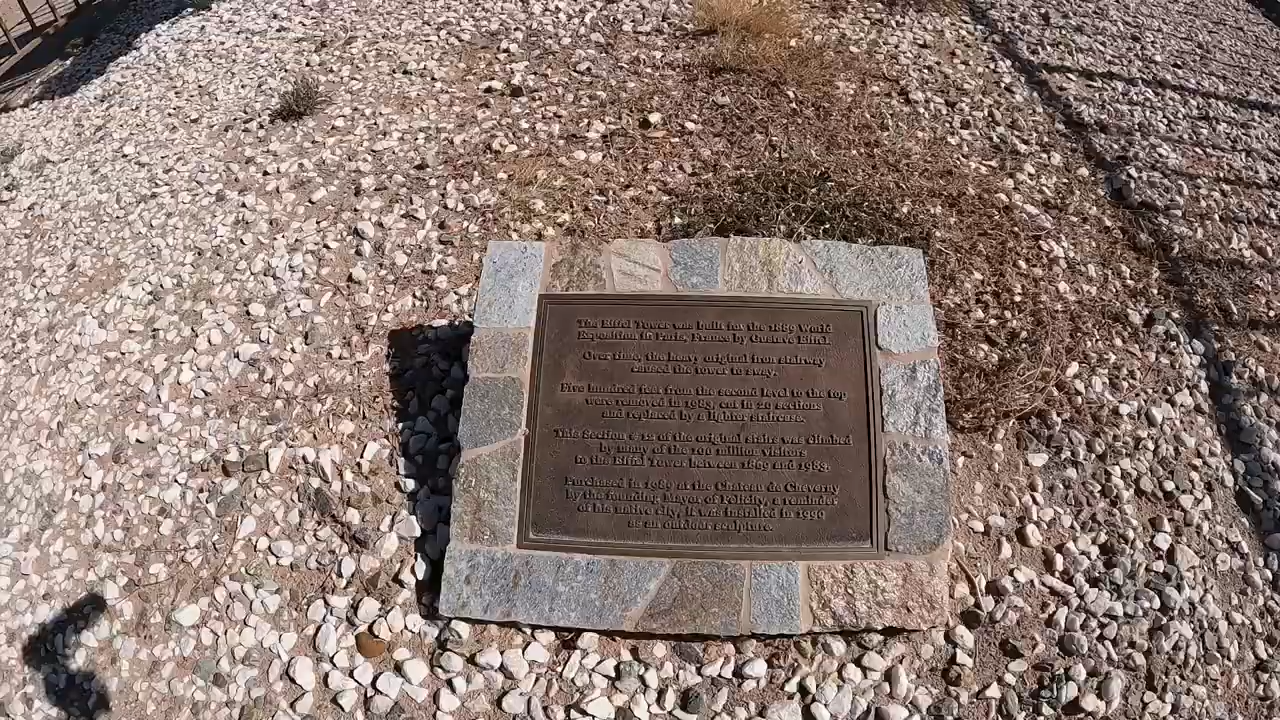 The Eiffel Tower was built for the 1889 World
Exposition in Paris, France by Gustave Eiffel.
Over time, the heavy original iron stairway
caused the tower to sway.
Five hundred feet from the second level to the top
were removed in 1983, cut in 20 sections
and replaced by a lighter staircase.
This Section # 12 of the original stairs was climbed
by many of the 100 million visitors
to the Eiffel Tower between 1889 and 1983.
Purchased in 1989 at the Chateau de Cheverny
by the founding Mayor of Felicity, a reminder
of his native city, it was installed in 1990
as an outdoor sculpture.